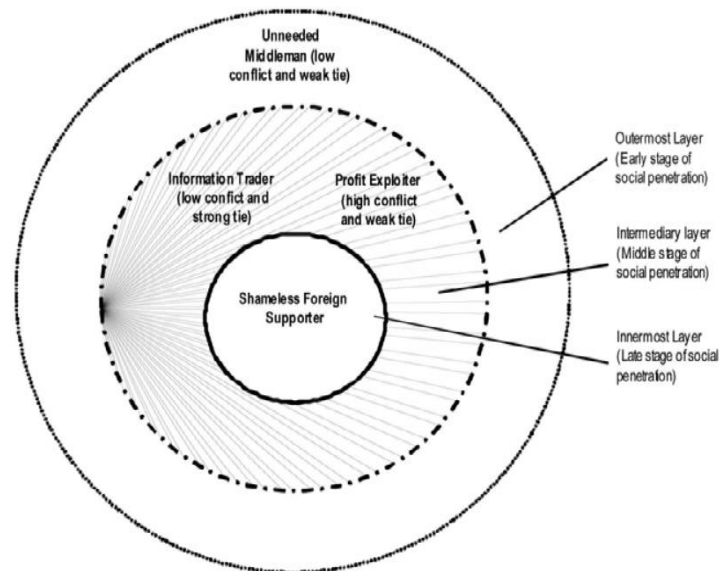 Unneeded
Middleman (low
conflict and weak tie)
Information Trader
(low confict and
strong tie)
Profit Exploiter
(high conflict
and weak tie)
Shameless Foreign
Supporter
Outermost Layer
(Early stage of
social penetration)
Intermediary layer
(Middle stage of
social penetration)
Innermost Layer
(Late stage of social
penetration)